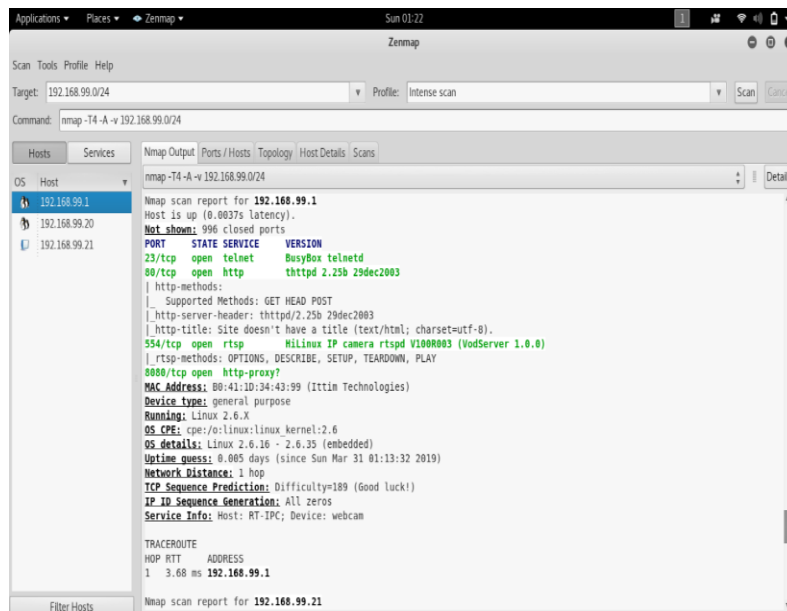 Applications ▾ Places ▾ Zenmap ▾ Sun 01:22 1
Zenmap
Scan Tools Profile Help
Target: 192.168.99.0/24 Profile: Intense scan Scan
Command: nmap -T4 -A -v 192.168.99.0/24
Hosts Services Nmap Output Ports / Hosts Topology Host Details Scans
OS Host
nmap -T4 -A -v 192.168.99.0/24 Detail
192.168.99.1
192.168.99.20
192.168.99.21
Nmap scan report for 192.168.99.1
Host is up (0.0037s latency).
Not shown: 996 closed ports
PORT STATE SERVICE VERSION
23/tcp open telnet BusyBox telnetd
80/tcp open http thttpd 2.25b 29dec2003
| http-methods:
|_ Supported Methods: GET HEAD POST
|_http-server-header: thttpd/2.25b 29dec2003
|_http-title: Site doesn't have a title (text/html; charset=utf-8).
554/tcp open rtsp HiLinux IP camera rtspd V100R003 (VodServer 1.0.0)
|_rtsp-methods: OPTIONS, DESCRIBE, SETUP, TEARDOWN, PLAY
8080/tcp open http-proxy?
MAC Address: B0:41:1D:34:43:99 (Ittim Technologies)
Device type: general purpose
Running: Linux 2.6.X
OS CPE: cpe:/o:linux:linux_kernel:2.6
OS details: Linux 2.6.16 - 2.6.35 (embedded)
Uptime guess: 0.005 days (since Sun Mar 31 01:13:32 2019)
Network Distance: 1 hop
TCP Sequence Prediction: Difficulty=189 (Good luck!)
IP ID Sequence Generation: All zeros
Service Info: Host: RT-IPC; Device: webcam
TRACEROUTE
HOP RTT ADDRESS
1 3.68 ms 192.168.99.1
Nmap scan report for 192.168.99.21
Filter Hosts